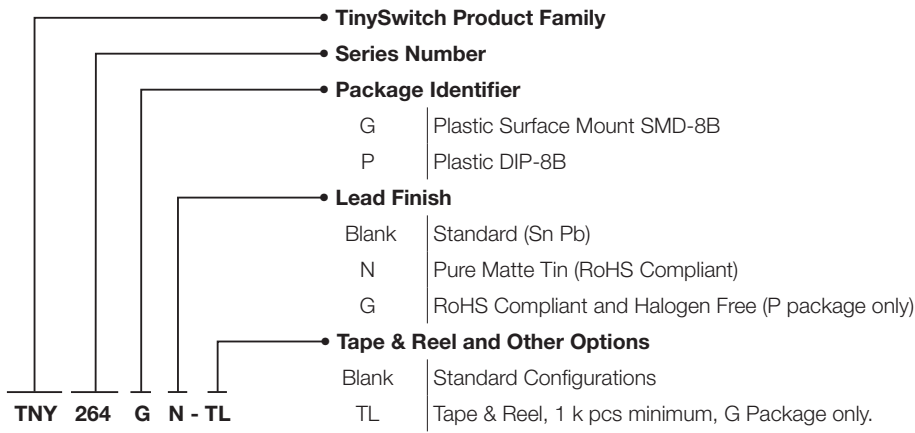 TinySwitch Product Family
Series Number
Package Identifier
G Plastic Surface Mount SMD-8B
P Plastic DIP-8B
Lead Finish
Blank Standard (Sn Pb)
N Pure Matte Tin (RoHS Compliant)
G RoHS Compliant and Halogen Free (P package only)
Tape & Reel and Other Options
Blank Standard Configurations
TNY 264 G N - TL TL Tape & Reel, 1 k pcs minimum, G Package only.